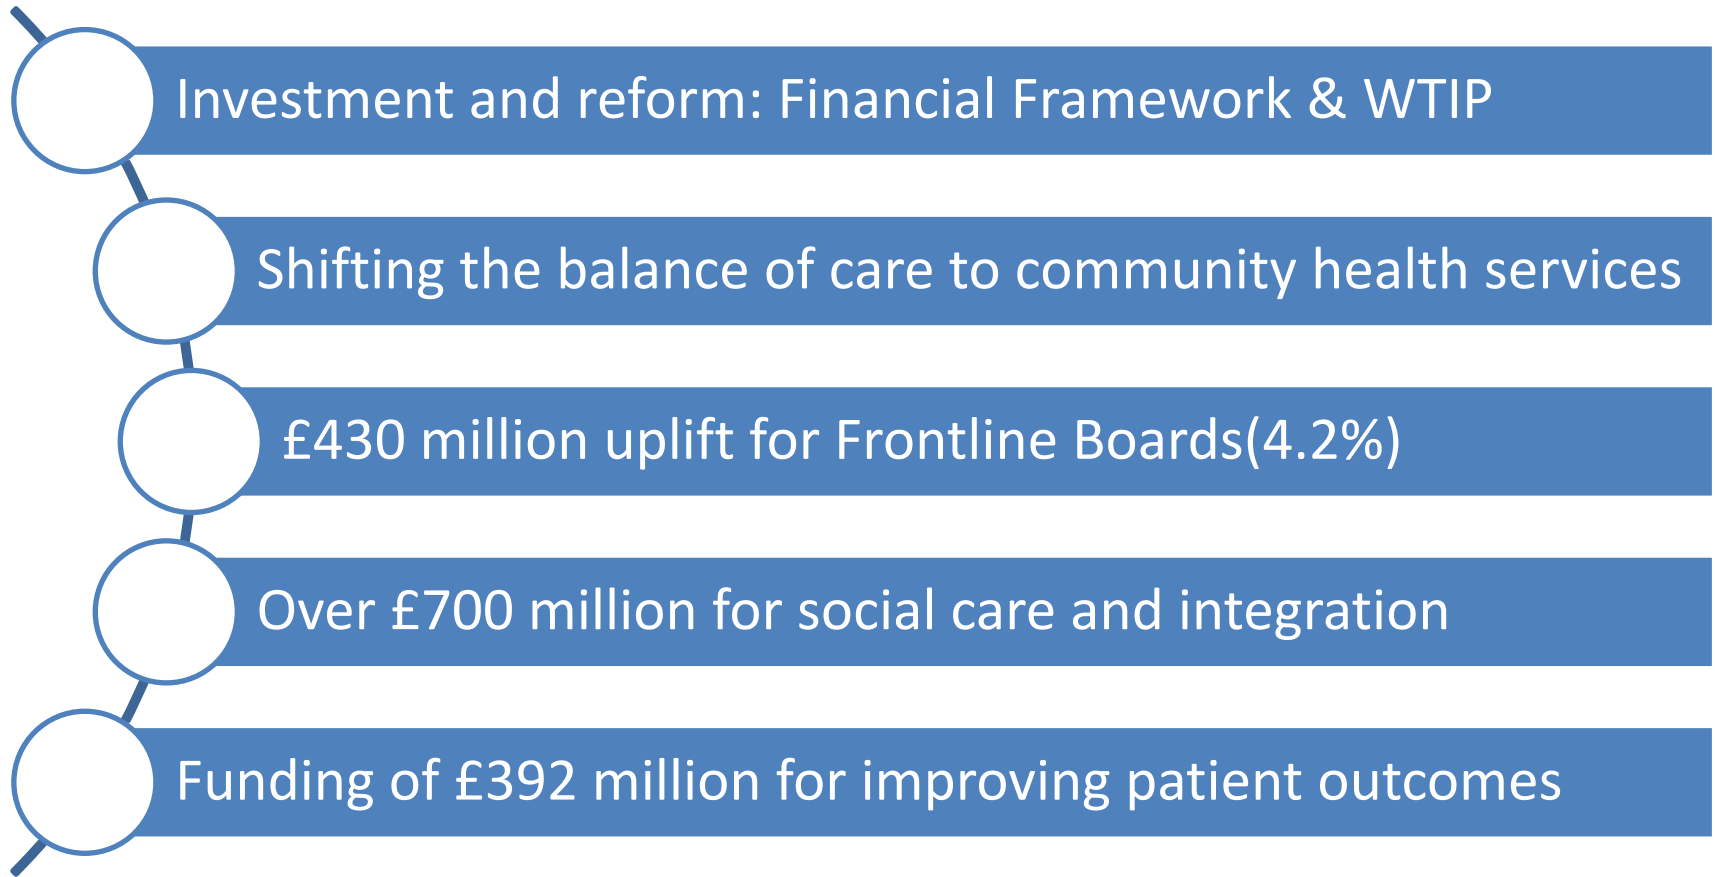 Investment and reform: Financial Framework & WTIP
Shifting the balance of care to community health services
£430 million uplift for Frontline Boards(4.2%)
Over £700 million for social care and integration
Funding of £392 million for improving patient outcomes